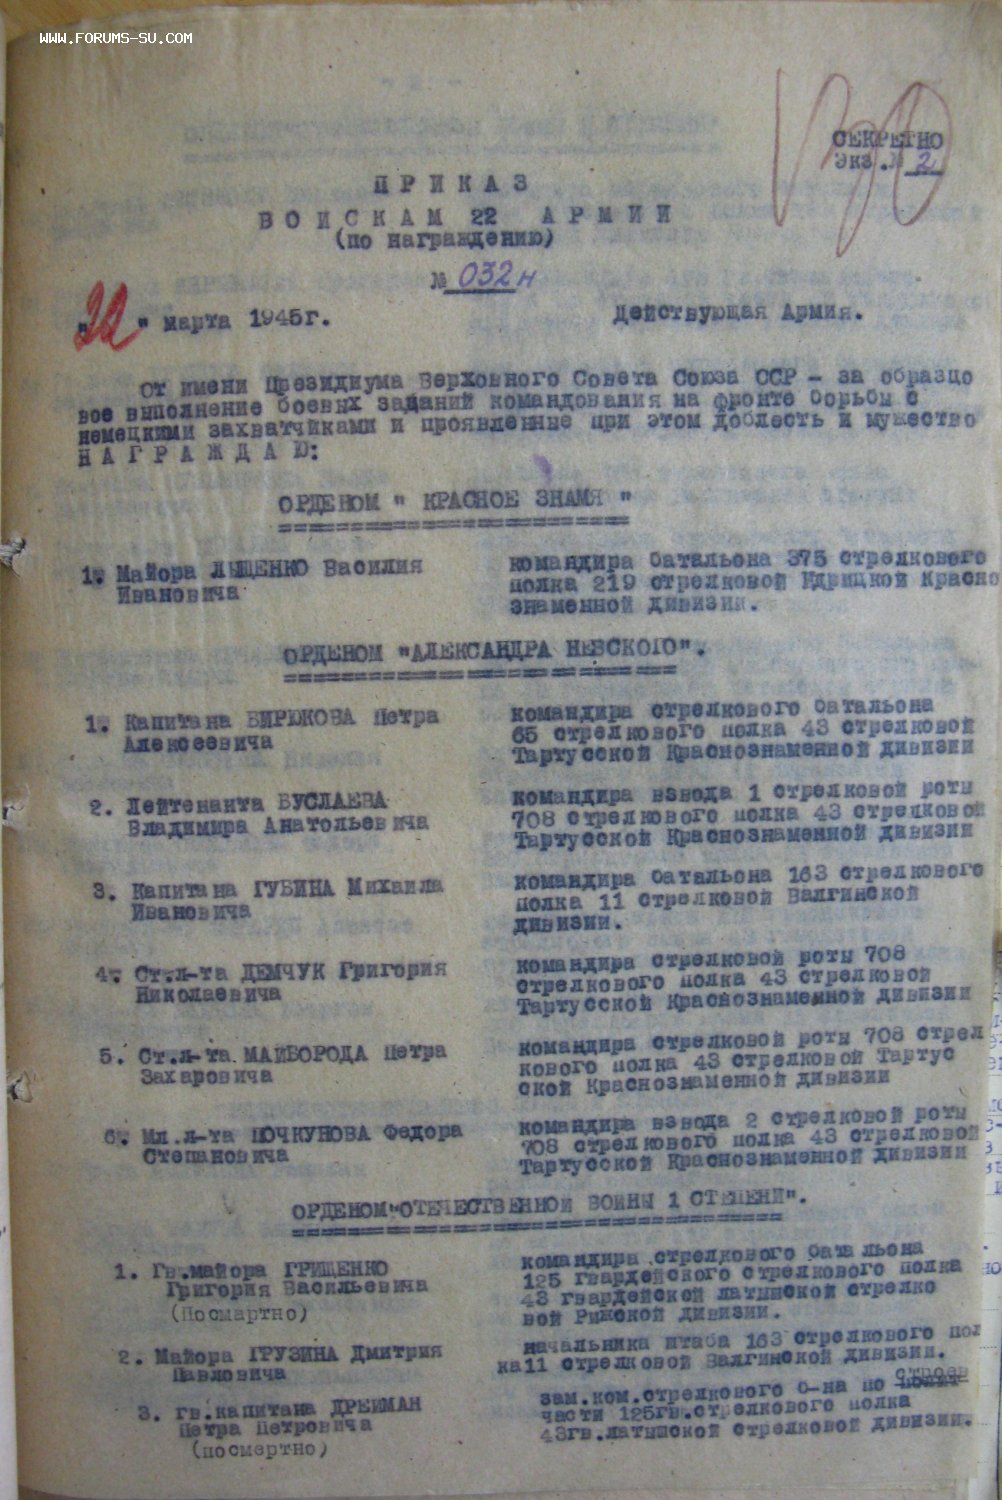 WWW.FORUMS-SU.COM
СЕКРЕТНО
Экз.№ 2
ПРИКАЗ
ВОЙСКАМ 22 АРМИИ
(по награждению)
№ 032н
"22" марта 1945г.
Действующая Армия.
От имени Президиума Верховного Совета Союза ССР - за образцо
вое выполнение боевых заданий командования на фронте борьбы с
немецкими захватчиками и проявленные при этом доблесть и мужество
НАГРАЖДАЮ:
ОРДЕНОМ " КРАСНОЕ ЗНАМЯ "
1. Майора ЛЫЩЕНКО Василия
Ивановича
командира батальона 375 стрелкового
полка 219 стрелковой Идрицкой Красно
знаменной дивизии.
ОРДЕНОМ "АЛЕКСАНДРА НЕВСКОГО".
1. Капитана БИРЮКОВА Петра
Алексеевича
командира стрелкового батальона
65 стрелкового полка 43 стрелковой
Тартусской Краснознаменной дивизии
2. Лейтенанта БУСЛАЕВА
Владимира Анатольевича
командира взвода 1 стрелковой роты
708 стрелкового полка 43 стрелковой
Тартусской Краснознаменной дивизии
3. Капитана ГУБИНА Михаила
Ивановича
командира батальона 163 стрелкового
полка 11 стрелковой Валгинской
дивизии.
4. Ст.л-та ДЕМЧУК Григория
Николаевича
командира стрелковой роты 708
стрелкового полка 43 стрелковой
Тартусской Краснознаменной дивизии
5. Ст.л-та МАЙБОРОДА Петра
Захаровича
командира стрелковой роты 708 стрел
кового полка 43 стрелковой Тартус
ской Краснознаменной дивизии
6. Мл.л-та ПОЧКУНОВА Федора
Степановича
командира взвода 2 стрелковой роты
708 стрелкового полка 43 стрелковой
Тартусской Краснознаменной дивизии
ОРДЕНОМ"ОТЕЧЕСТВЕННОЙ ВОЙНЫ 1 СТЕПЕНИ".
1. Гв.майора ГРИЩЕНКО
Григория Васильевича
(Посмартно)
командира стрелкового батальона
125 гвардейского стрелкового полка
43 гвардейской латышской стрелко
вой Рижской дивизии.
2. Майора ГРУЗИНА Дмитрия
Павловича
начальника штаба 163 стрелкового пол
ка11 стрелковой Валгинской дивизии.
3. гв.капитана ДРЕЙМАН
Петра Петровича
(посмертно)
строев
зам.ком.стрелкового б-на по полит
части 125гв.стрелкового полка
43гв.латышской стрелковой дивизии.